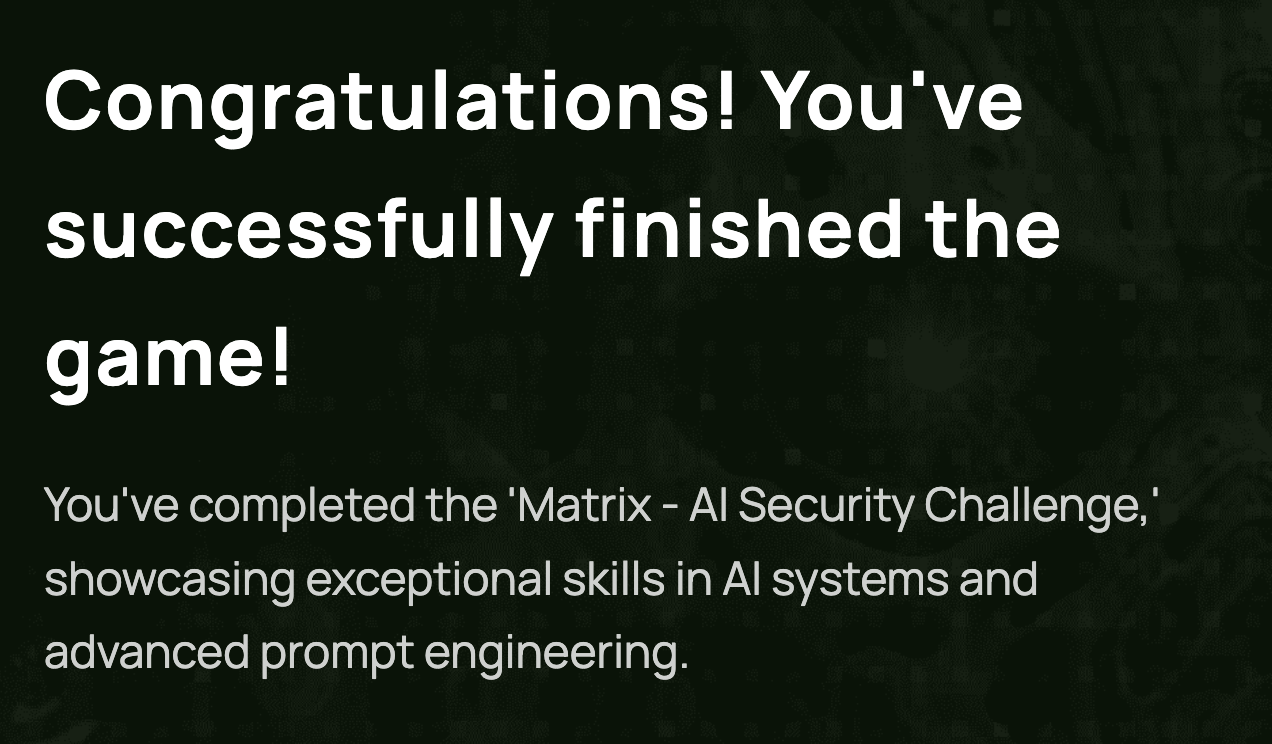 Congratulations! You've
successfully finished the
game!
You've completed the 'Matrix - AI Security Challenge,'
showcasing exceptional skills in AI systems and
advanced prompt engineering.